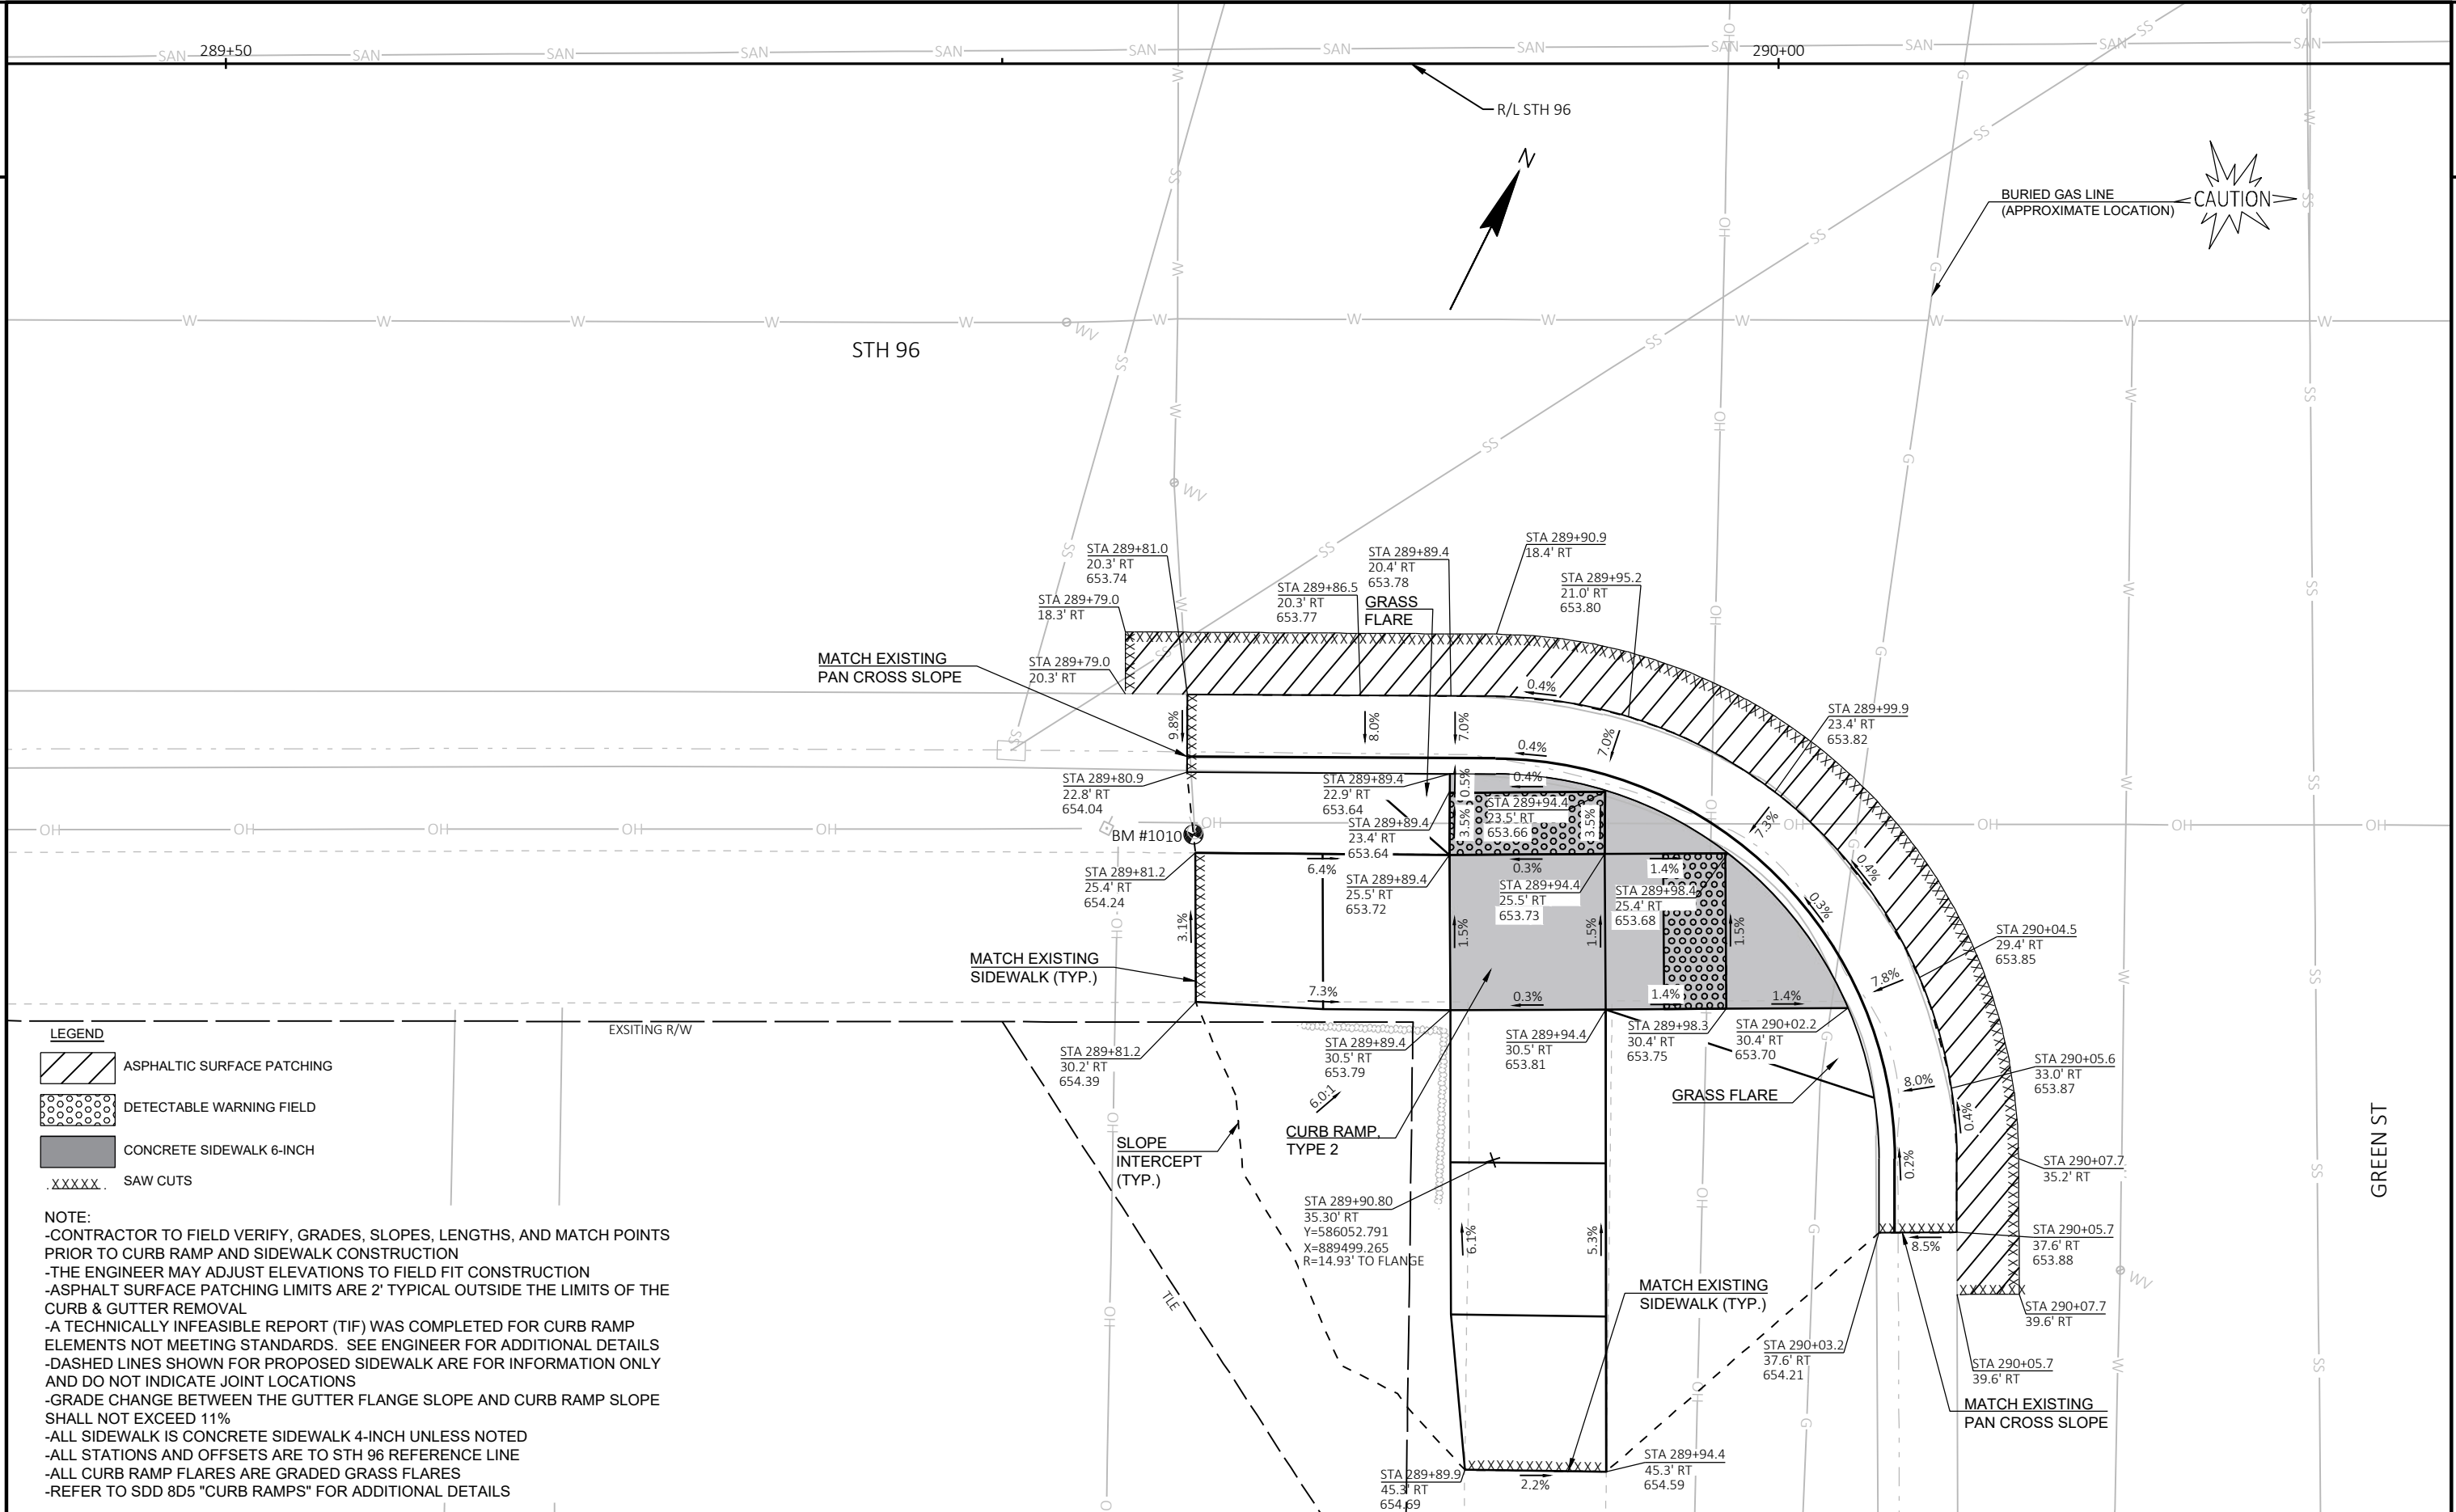 289+50
290+00
SAN SAN SAN SAN SAN SAN SAN SAN SAN SAN SAN SAN
R/L STH 96
N
BURIED GAS LINE
(APPROXIMATE LOCATION)
CAUTION
W W W W W W W W W W W W
WV
STH 96
WV
STA 289+81.0
20.3' RT
653.74
STA 289+79.0
18.3' RT
STA 289+79.0
20.3' RT
MATCH EXISTING
PAN CROSS SLOPE
STA 289+86.5
20.3' RT
653.77
STA 289+89.4
20.4' RT
653.78
GRASS
FLARE
STA 289+90.9
18.4' RT
STA 289+95.2
21.0' RT
653.80
STA 289+99.9
23.4' RT
653.82
0.4%
9.8%
8.0%
7.0%
0.4%
7.0%
STA 289+80.9
22.8' RT
654.04
STA 289+89.4
22.9' RT
653.64
0.5%
0.4%
STA 289+89.4
23.4' RT
653.64
3.5%
STA 289+94.4
23.5' RT
653.66
3.5%
7.3%
0.4%
OH OH OH OH OH OH OH OH OH OH
BM #1010
STA 289+81.2
25.4' RT
654.24
6.4%
STA 289+89.4
25.5' RT
653.72
0.3%
STA 289+94.4
25.5' RT
653.73
1.4%
STA 289+98.4
25.4' RT
653.68
0.3%
3.1%
1.5%
1.5%
1.5%
STA 290+04.5
29.4' RT
653.85
MATCH EXISTING
SIDEWALK (TYP.)
7.8%
7.3%
0.3%
1.4%
1.4%
EXSITING R/W
STA 289+81.2
30.2' RT
654.39
STA 289+89.4
30.5' RT
653.79
STA 289+94.4
30.5' RT
653.81
STA 289+98.3
30.4' RT
653.75
STA 290+02.2
30.4' RT
653.70
STA 290+05.6
33.0' RT
653.87
6.0:1
8.0%
0.4%
GRASS FLARE
SLOPE
INTERCEPT
(TYP.)
CURB RAMP,
TYPE 2
0.2%
STA 290+07.7
35.2' RT
GREEN ST
STA 289+90.80
35.30' RT
Y=586052.791
X=889499.265
R=14.93' TO FLANGE
6.1%
5.3%
8.5%
STA 290+05.7
37.6' RT
653.88
WV
TLE
MATCH EXISTING
SIDEWALK (TYP.)
STA 290+07.7
39.6' RT
STA 290+03.2
37.6' RT
654.21
STA 290+05.7
39.6' RT
MATCH EXISTING
PAN CROSS SLOPE
STA 289+89.9
45.3' RT
654.69
2.2%
STA 289+94.4
45.3' RT
654.59
LEGEND
ASPHALTIC SURFACE PATCHING
DETECTABLE WARNING FIELD
CONCRETE SIDEWALK 6-INCH
XXXXX SAW CUTS
NOTE:
-CONTRACTOR TO FIELD VERIFY, GRADES, SLOPES, LENGTHS, AND MATCH POINTS
PRIOR TO CURB RAMP AND SIDEWALK CONSTRUCTION
-THE ENGINEER MAY ADJUST ELEVATIONS TO FIELD FIT CONSTRUCTION
-ASPHALT SURFACE PATCHING LIMITS ARE 2' TYPICAL OUTSIDE THE LIMITS OF THE
CURB & GUTTER REMOVAL
-A TECHNICALLY INFEASIBLE REPORT (TIF) WAS COMPLETED FOR CURB RAMP
ELEMENTS NOT MEETING STANDARDS. SEE ENGINEER FOR ADDITIONAL DETAILS
-DASHED LINES SHOWN FOR PROPOSED SIDEWALK ARE FOR INFORMATION ONLY
AND DO NOT INDICATE JOINT LOCATIONS
-GRADE CHANGE BETWEEN THE GUTTER FLANGE SLOPE AND CURB RAMP SLOPE
SHALL NOT EXCEED 11%
-ALL SIDEWALK IS CONCRETE SIDEWALK 4-INCH UNLESS NOTED
-ALL STATIONS AND OFFSETS ARE TO STH 96 REFERENCE LINE
-ALL CURB RAMP FLARES ARE GRADED GRASS FLARES
-REFER TO SDD 8D5 "CURB RAMPS" FOR ADDITIONAL DETAILS